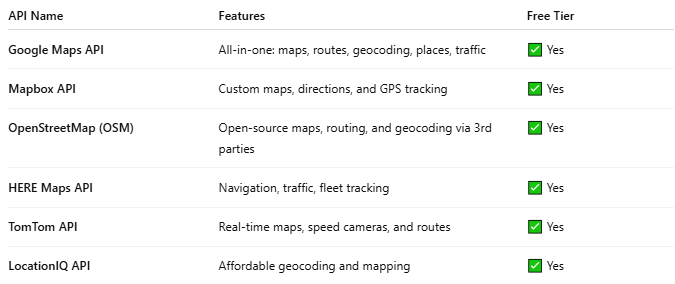 API Name Features Free Tier
Google Maps API All-in-one: maps, routes, geocoding, places, traffic ✅ Yes
Mapbox API Custom maps, directions, and GPS tracking ✅ Yes
OpenStreetMap (OSM) Open-source maps, routing, and geocoding via 3rd ✅ Yes
parties
HERE Maps API Navigation, traffic, fleet tracking ✅ Yes
TomTom API Real-time maps, speed cameras, and routes ✅ Yes
LocationIQ API Affordable geocoding and mapping ✅ Yes